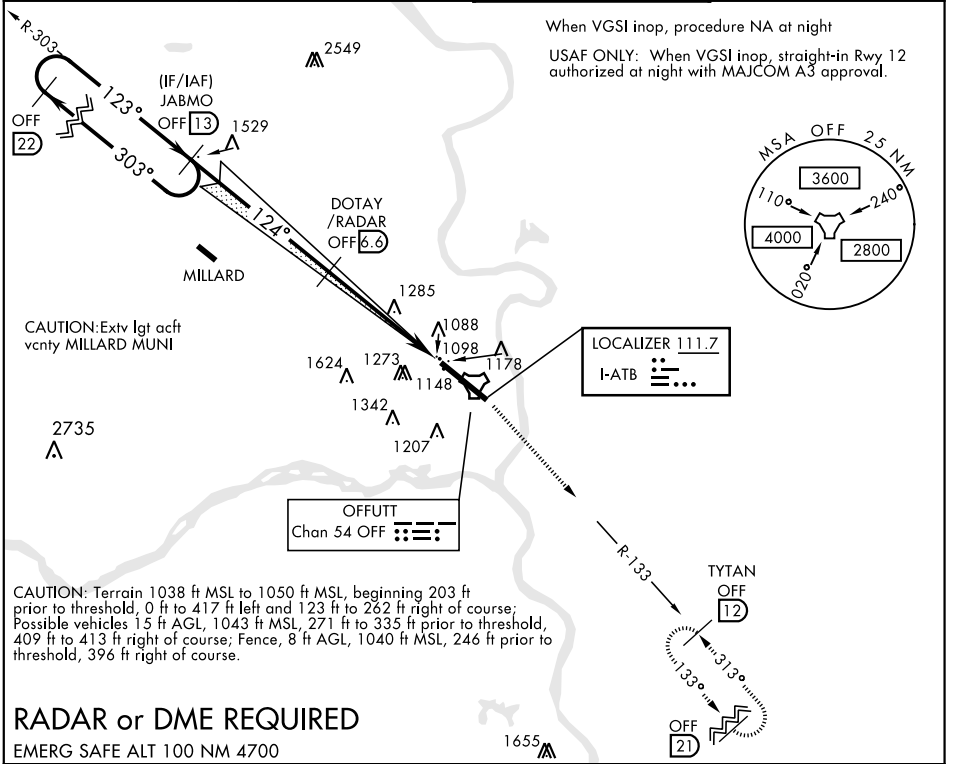 When VGSI inop, procedure NA at night
USAF ONLY: When VGSI inop, straight-in Rwy 12
authorized at night with MAJCOM A3 approval.
R-303
2549
(IF/IAF)
JABMO
OFF 13
123°
OFF
22
1529
303°
MSA OFF 25 NM
3600
110°
240°
4000
2800
020°
DOTAY
/RADAR
OFF 6.6
124°
MILLARD
1285
CAUTION:Extv lgt acft
vcnty MILLARD MUNI
1088
1098
1178
1624
1273
1148
LOCALIZER 111.7
I-ATB
1342
2735
1207
OFFUTT
Chan 54 OFF
R-133
TYTAN
OFF
12
CAUTION: Terrain 1038 ft MSL to 1050 ft MSL, beginning 203 ft
prior to threshold, 0 ft to 417 ft left and 123 ft to 262 ft right of course;
Possible vehicles 15 ft AGL, 1043 ft MSL, 271 ft to 335 ft prior to threshold,
409 ft to 413 ft right of course; Fence, 8 ft AGL, 1040 ft MSL, 246 ft prior to
threshold, 396 ft right of course.
313°
133°
RADAR or DME REQUIRED
OFF
21
EMERG SAFE ALT 100 NM 4700
1655